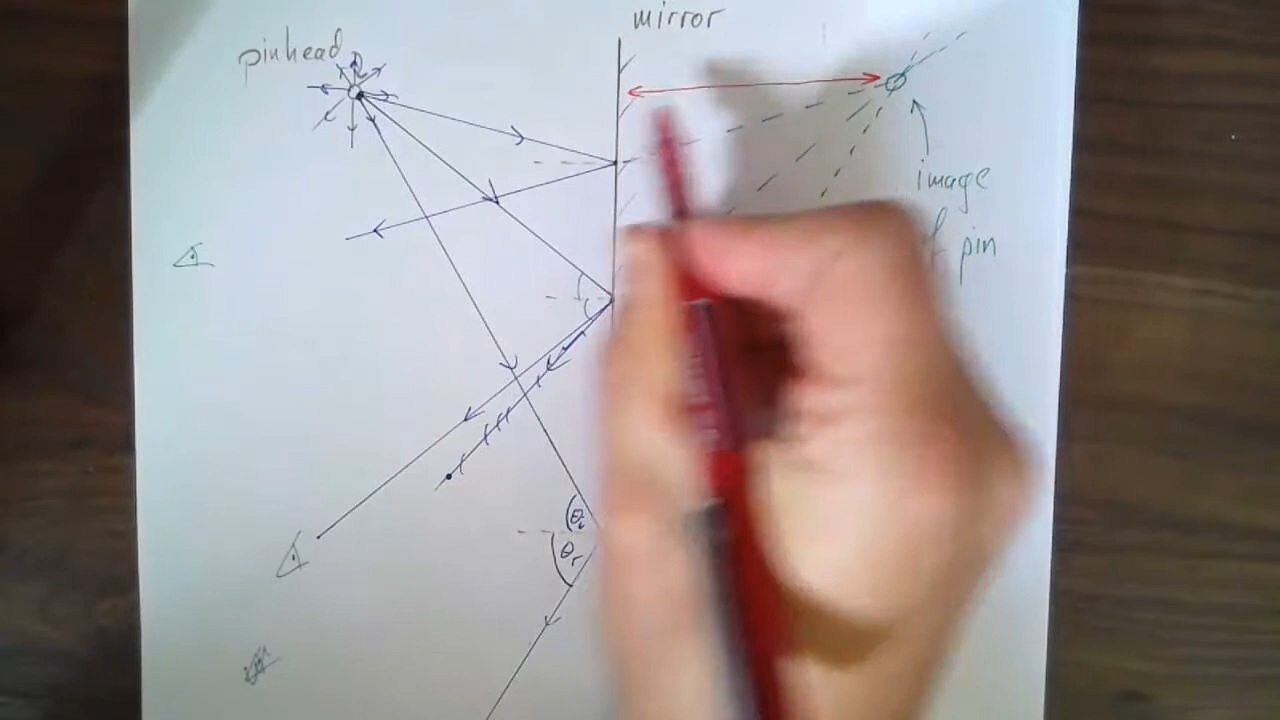 mirror
pinhead
image
pin
θi
θr